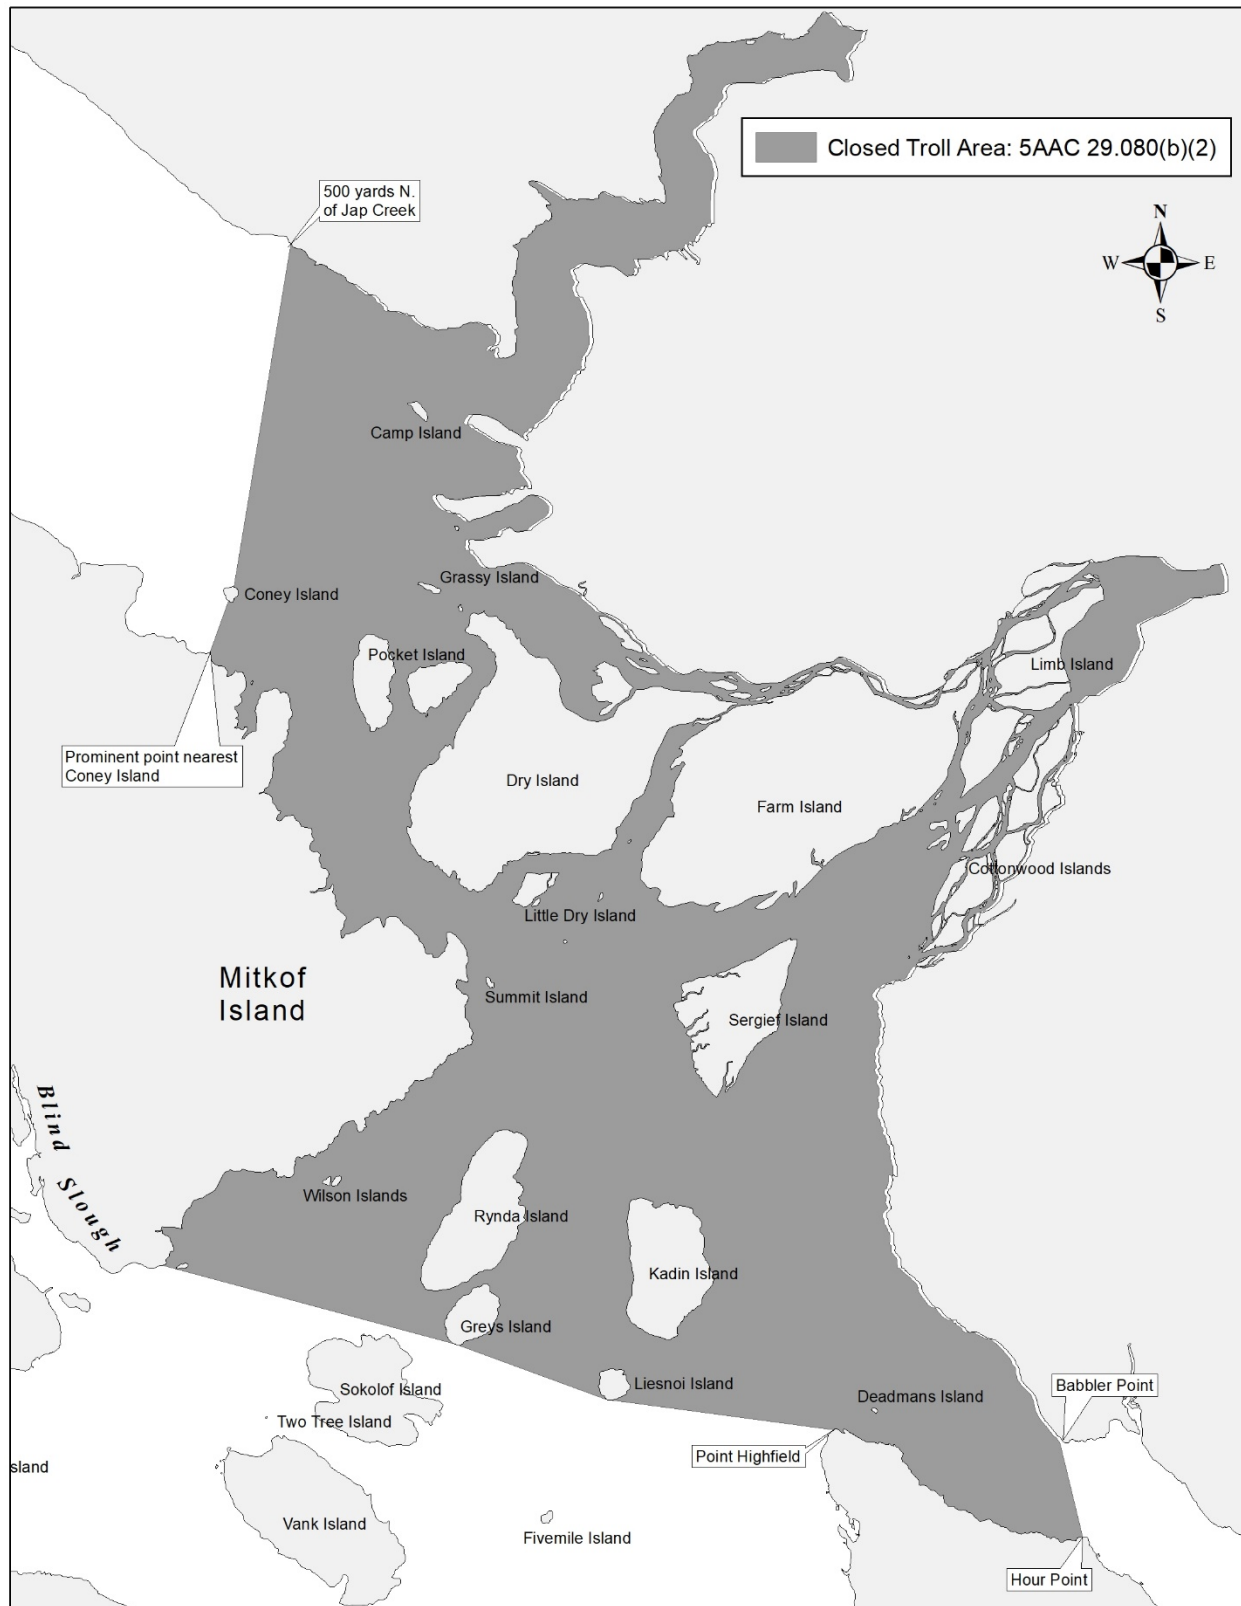 Closed Troll Area: 5AAC 29.080(b)(2)
500 yards N.
of Jap Creek
N
W
E
S
Camp Island
Grassy Island
Coney Island
Pocket Island
Limb Island
Prominent point nearest
Coney Island
Dry Island
Farm Island
Cottonwood Islands
Little Dry Island
Mitkof
Island
Summit Island
Sergief Island
Blind Slough
Wilson Islands
Rynda Island
Kadin Island
Greys Island
Sokolof Island
Liesnoi Island
Babbler Point
Deadmans Island
Two Tree Island
Point Highfield
sland
Vank Island
Fivemile Island
Hour Point